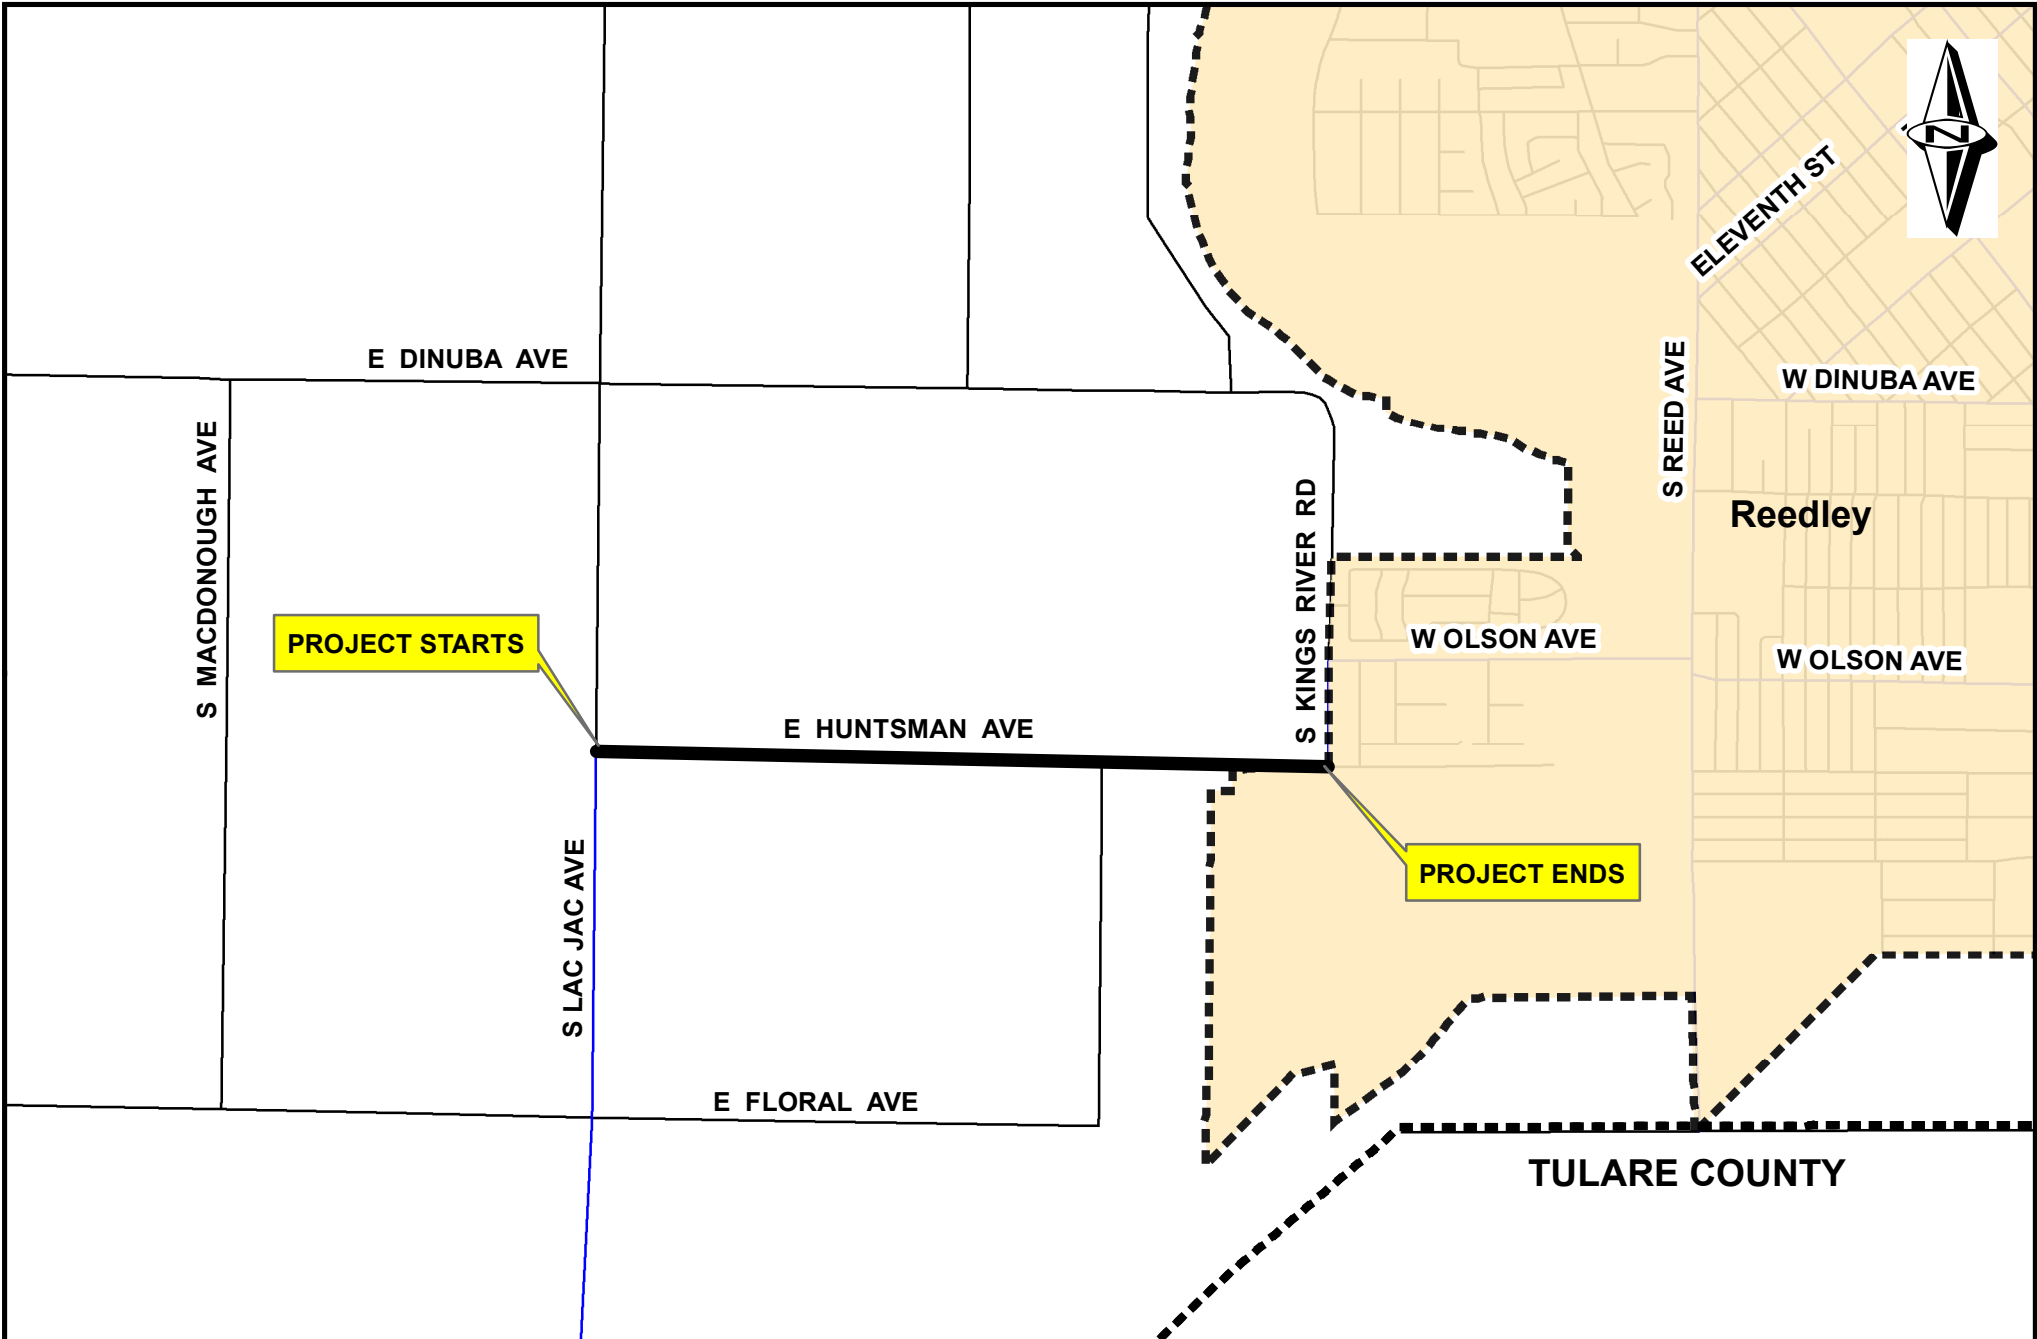 N
ELEVENTH ST
E DINUBA AVE
W DINUBA AVE
S REED AVE
S MACDONOUGH AVE
Reedley
S KINGS RIVER RD
PROJECT STARTS
W OLSON AVE
W OLSON AVE
E HUNTSMAN AVE
PROJECT ENDS
S LAC JAC AVE
E FLORAL AVE
TULARE COUNTY